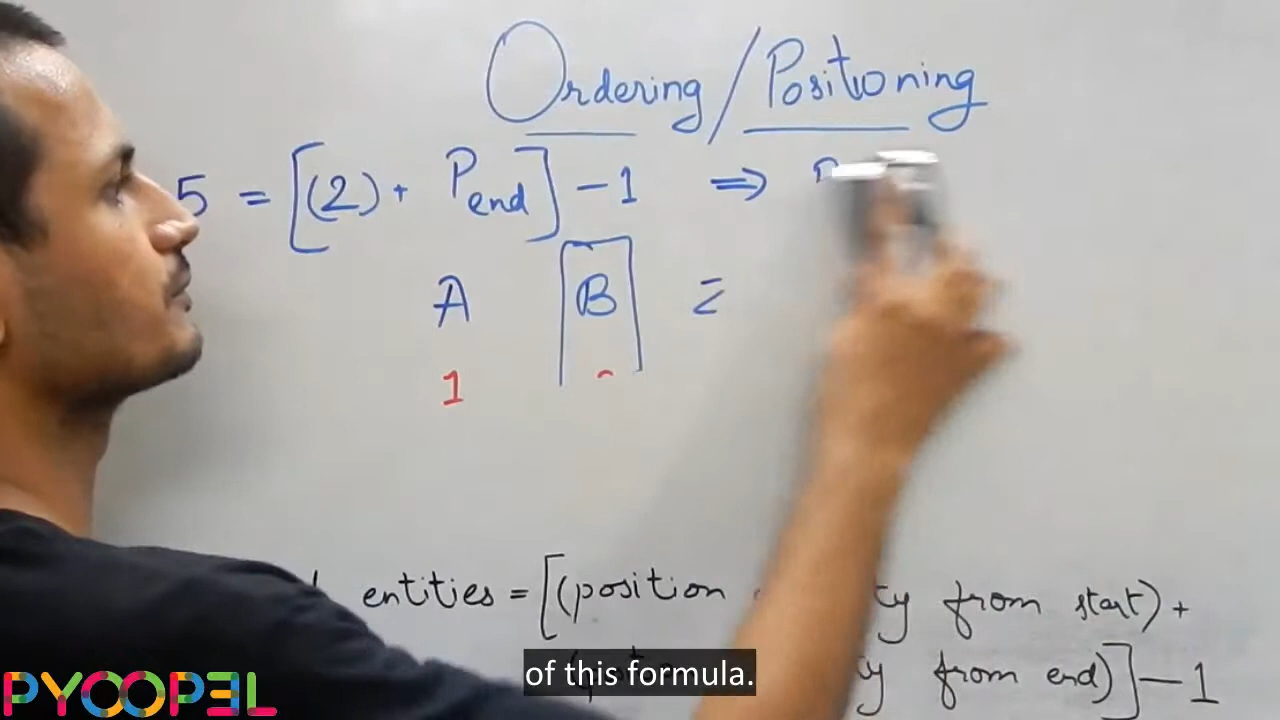 Ordering/Positioning
5 = [(2) + Pend] - 1 ⇒
A B
1
entities = [(position from start) +
from end)] - 1
of this formula.
PYOOPEL